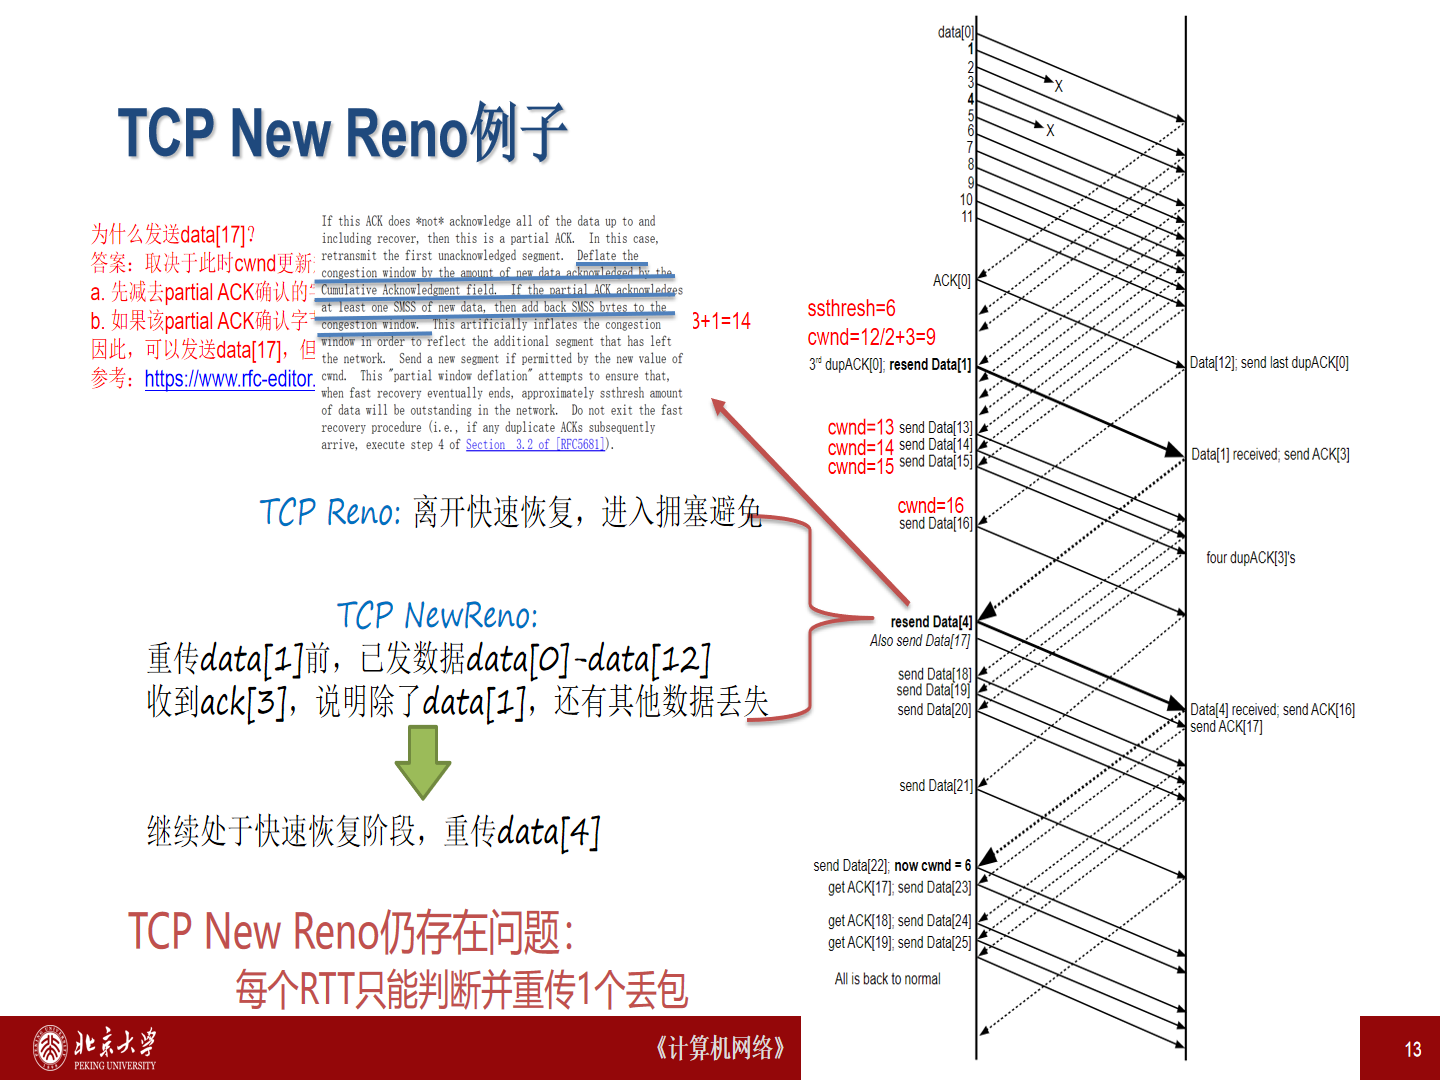 TCP New Reno例子
为什么发送data[17]?
答案：取决于此时cwnd更新
a. 先减去partial ACK确认的
b. 如果该partial ACK确认字
因此，可以发送data[17]，但
参考：https://www.rfc-editor.
3+1=14
If this ACK does *not* acknowledge all of the data up to and
including recover, then this is a partial ACK.  In this case,
retransmit the first unacknowledged segment.  Deflate the
congestion window by the amount of new data acknowledged by the
Cumulative Acknowledgment field.  If the partial ACK acknowledges
at least one SMSS of new data, then add back SMSS bytes to the
congestion window.  This artificially inflates the congestion
window in order to reflect the additional segment that has left
the network.  Send a new segment if permitted by the new value of
cwnd.  This "partial window deflation" attempts to ensure that,
when fast recovery eventually ends, approximately ssthresh amount
of data will be outstanding in the network.  Do not exit the fast
recovery procedure (i.e., if any duplicate ACKs subsequently
arrive, execute step 4 of Section 3.2 of [RFC5681]).
TCP Reno: 离开快速恢复，进入拥塞避免
TCP NewReno:
重传data[1]前，已发数据data[0]-data[12]
收到ack[3]，说明除了data[1]，还有其他数据丢失
继续处于快速恢复阶段，重传data[4]
TCP New Reno仍存在问题：
每个RTT只能判断并重传1个丢包
data[0]
1
2
3
4
5
6
7
8
9
10
11
X
X
ACK[0]
ssthresh=6
cwnd=12/2+3=9
3rd dupACK[0]; resend Data[1]
Data[12]; send last dupACK[0]
cwnd=13 send Data[13]
cwnd=14 send Data[14]
cwnd=15 send Data[15]
Data[1] received; send ACK[3]
cwnd=16
send Data[16]
four dupACK[3]'s
resend Data[4]
Also send Data[17]
send Data[18]
send Data[19]
send Data[20]
Data[4] received; send ACK[16]
send ACK[17]
send Data[21]
send Data[22]; now cwnd = 6
get ACK[17]; send Data[23]
get ACK[18]; send Data[24]
get ACK[19]; send Data[25]
All is back to normal
北京大学
PEKING UNIVERSITY
《计算机网络》
13